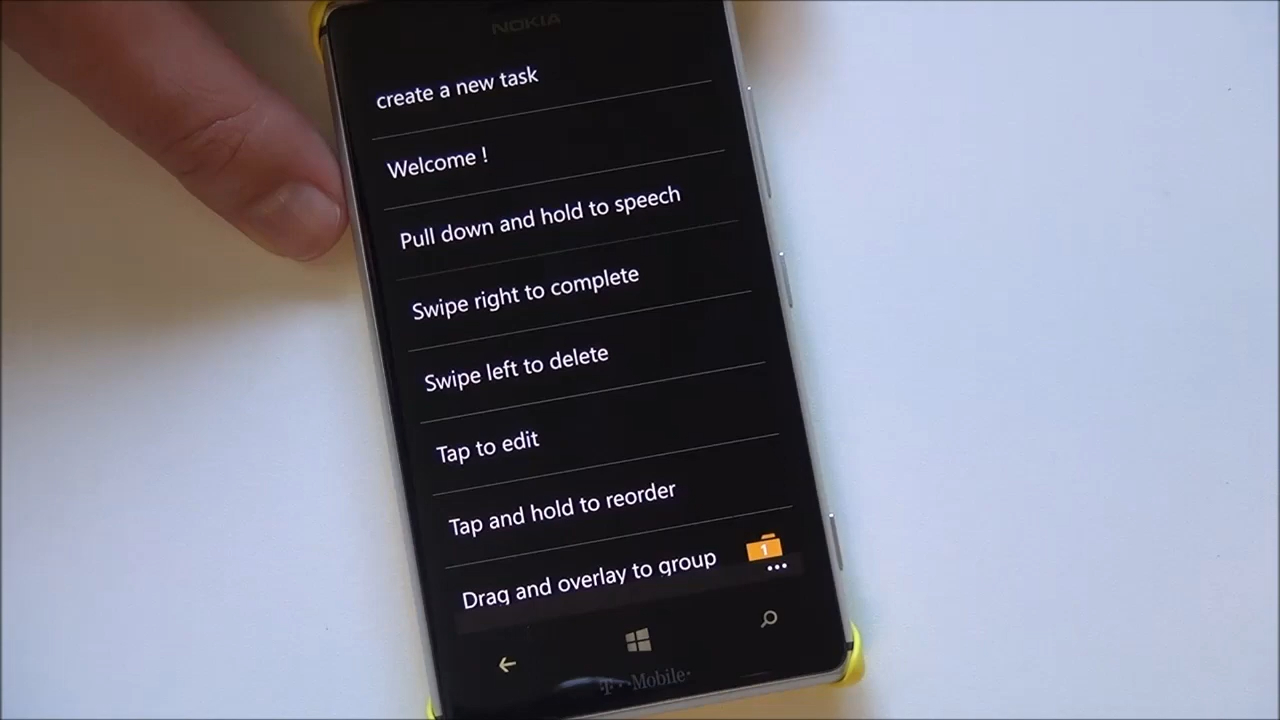 NOKIA
create a new task
Welcome !
Pull down and hold to speech
Swipe right to complete
Swipe left to delete
Tap to edit
Tap and hold to reorder
Drag and overlay to group
1
...
T··Mobile·